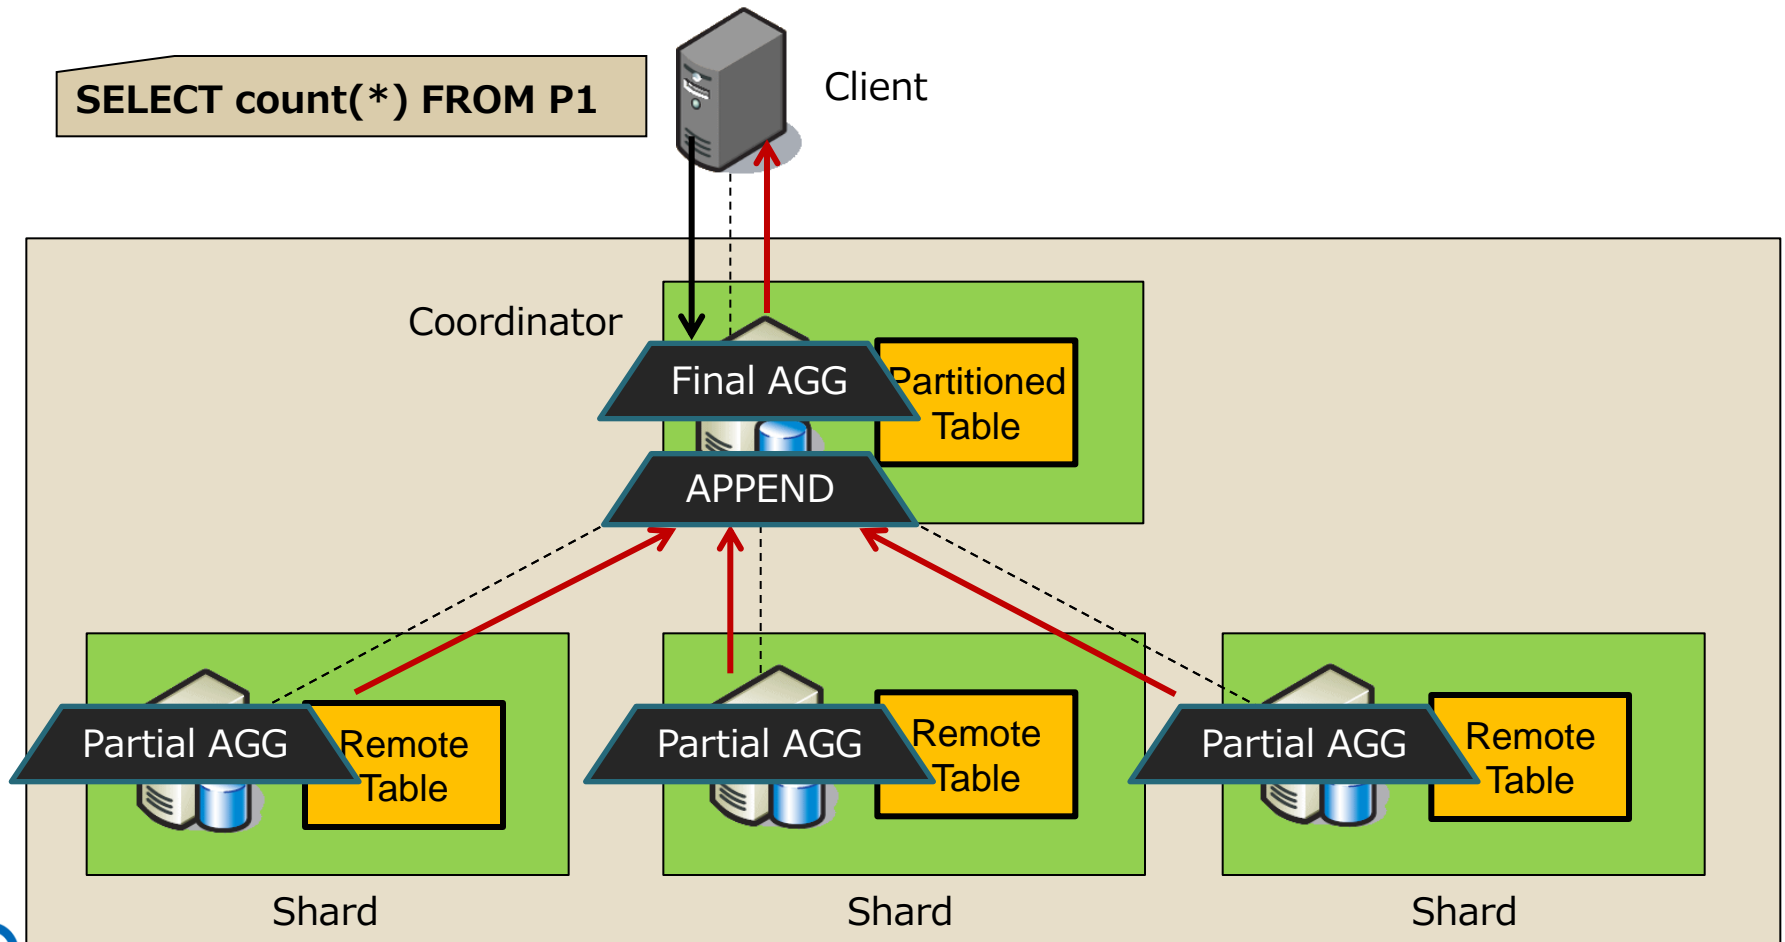 SELECT count(*) FROM P1
Client
Coordinator
Final AGG
Partitioned
Table
APPEND
Partial AGG
Remote
Table
Partial AGG
Remote
Table
Partial AGG
Remote
Table
Shard
Shard
Shard